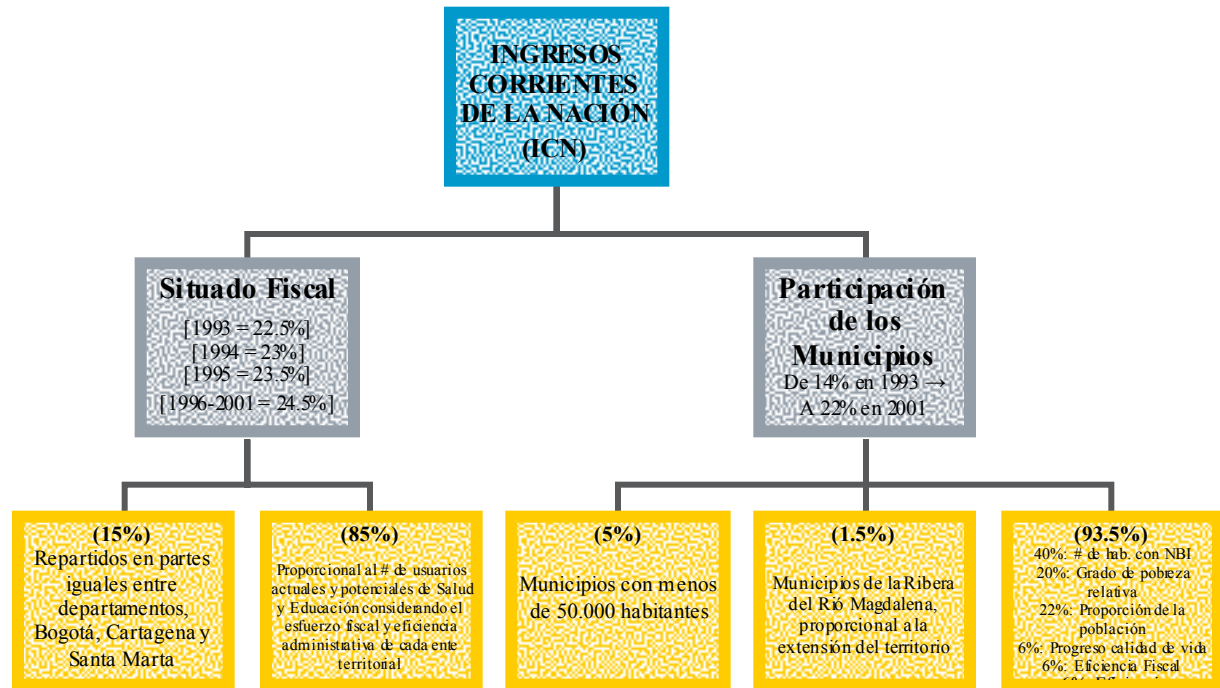 INGRESOS
CORRIENTES
DE LA NACIÓN
(ICN)
Situado Fiscal
[1993 = 22.5%]
[1994 = 23%]
[1995 = 23.5%]
[1996-2001 = 24.5%]
Participación
de los
Municipios
De 14% en 1993 →
A 22% en 2001
(15%)
Repartidos en partes
iguales entre
departamentos,
Bogotá, Cartagena y
Santa Marta
(85%)
Proporcional al # de usuarios
actuales y potenciales de Salud
y Educación considerando el
esfuerzo fiscal y eficiencia
administrativa de cada ente
territorial
(5%)
Municipios con menos
de 50.000 habitantes
(1.5%)
Municipios de la Ribera
del Rió Magdalena,
proporcional a la
extensión del territorio
(93.5%)
40%: # de hab. con NBI
20%: Grado de pobreza
relativa
22%: Proporción de la
población
6%: Progreso calidad de vida
6%: Eficiencia Fiscal